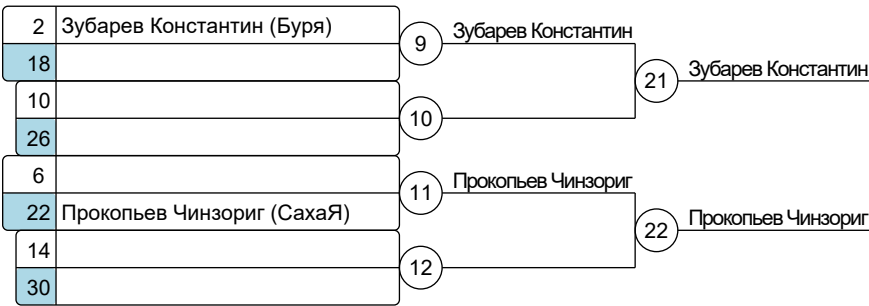 2 Зубарев Константин (Буря)
9 Зубарев Константин
18
21 Зубарев Константин
10
10
26
6
11 Прокопьев Чинзориг
22 Прокопьев Чинзориг (СахаЯ)
22 Прокопьев Чинзориг
14
12
30